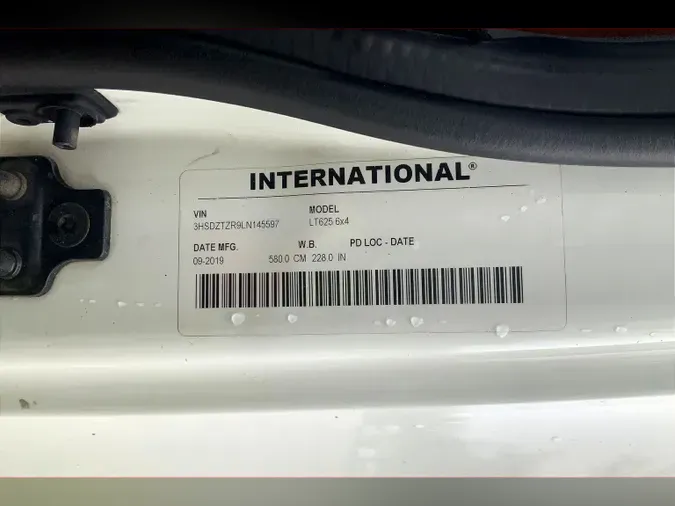 INTERNATIONAL®
VIN MODEL
3HSDZTZR9LN145597 LT625 6x4
DATE MFG. W.B. PD LOC - DATE
09-2019 580.0 CM 228.0 IN